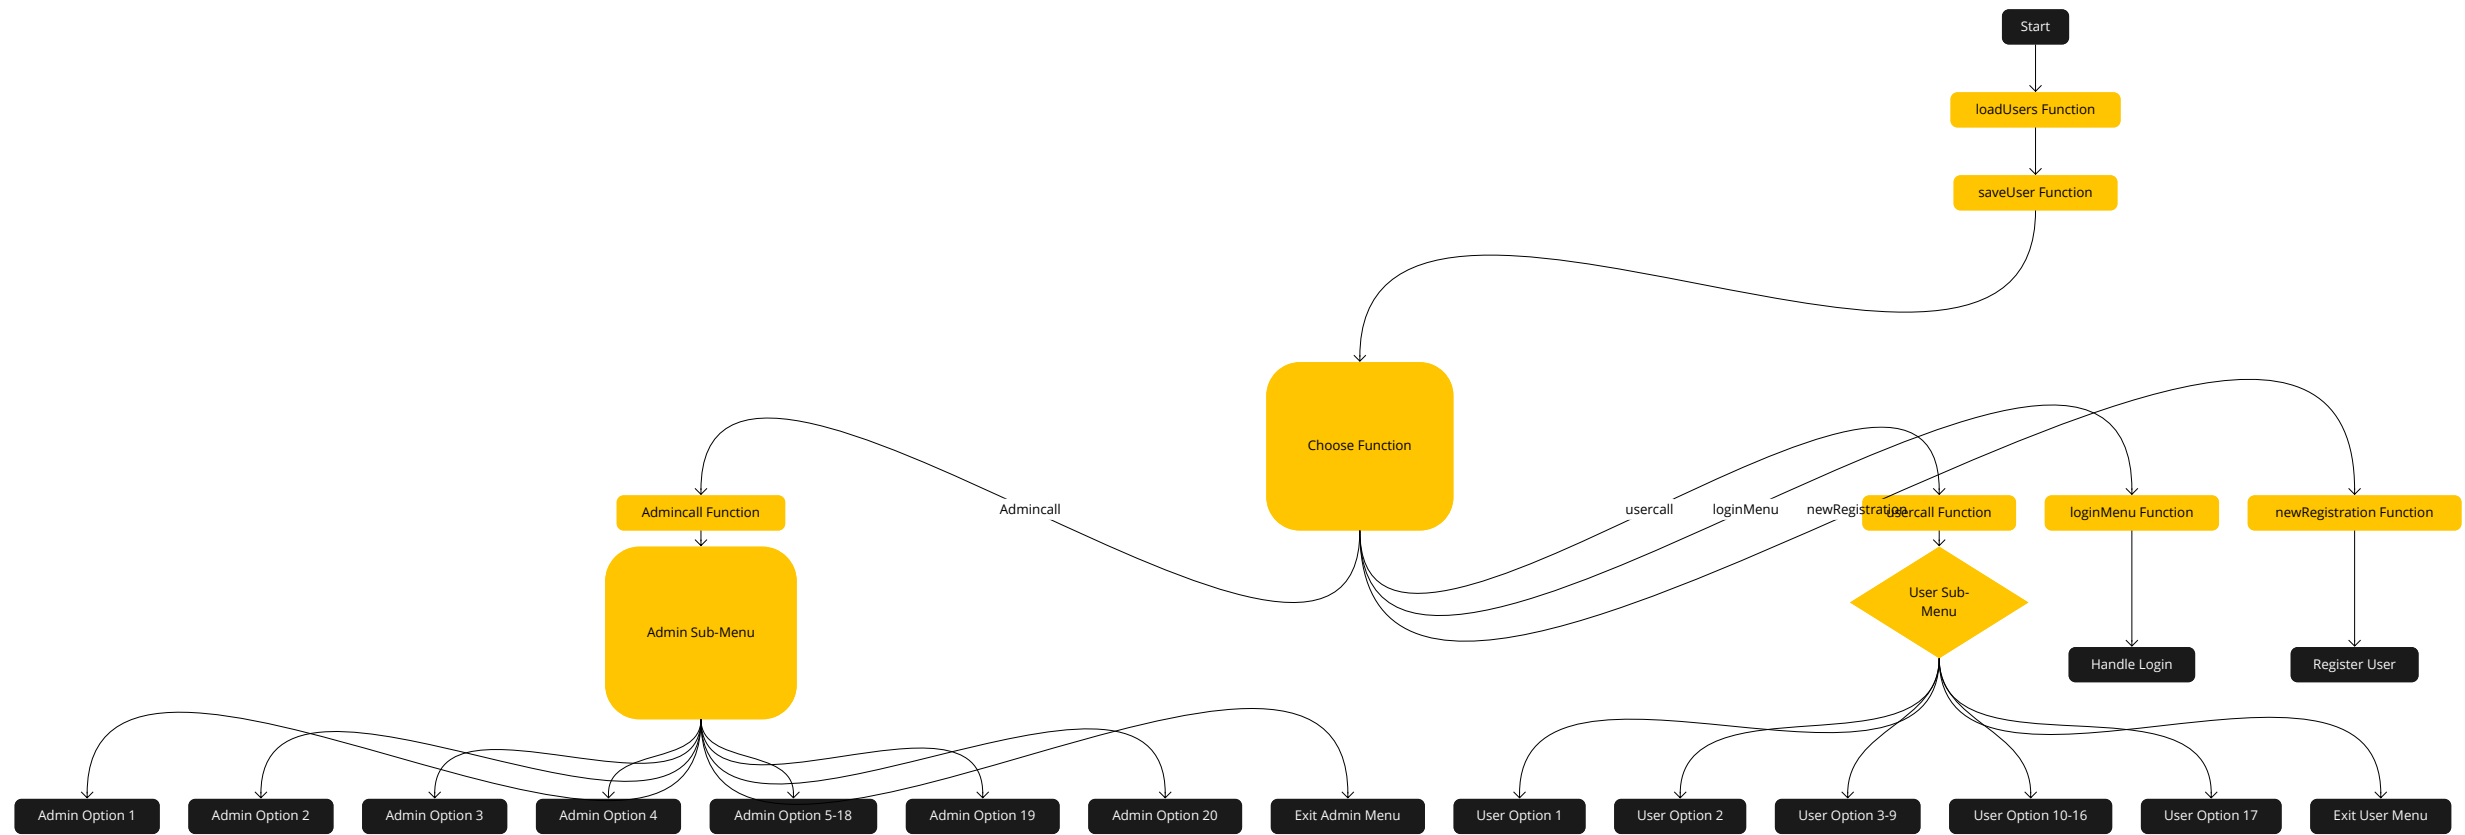 Start
loadUsers Function
saveUser Function
Choose Function
Admincall
usercall
loginMenu
newRegistration
Admincall Function
usercall Function
loginMenu Function
newRegistration Function
Admin Sub-Menu
User Sub-
Menu
Handle Login
Register User
Admin Option 1
Admin Option 2
Admin Option 3
Admin Option 4
Admin Option 5-18
Admin Option 19
Admin Option 20
Exit Admin Menu
User Option 1
User Option 2
User Option 3-9
User Option 10-16
User Option 17
Exit User Menu